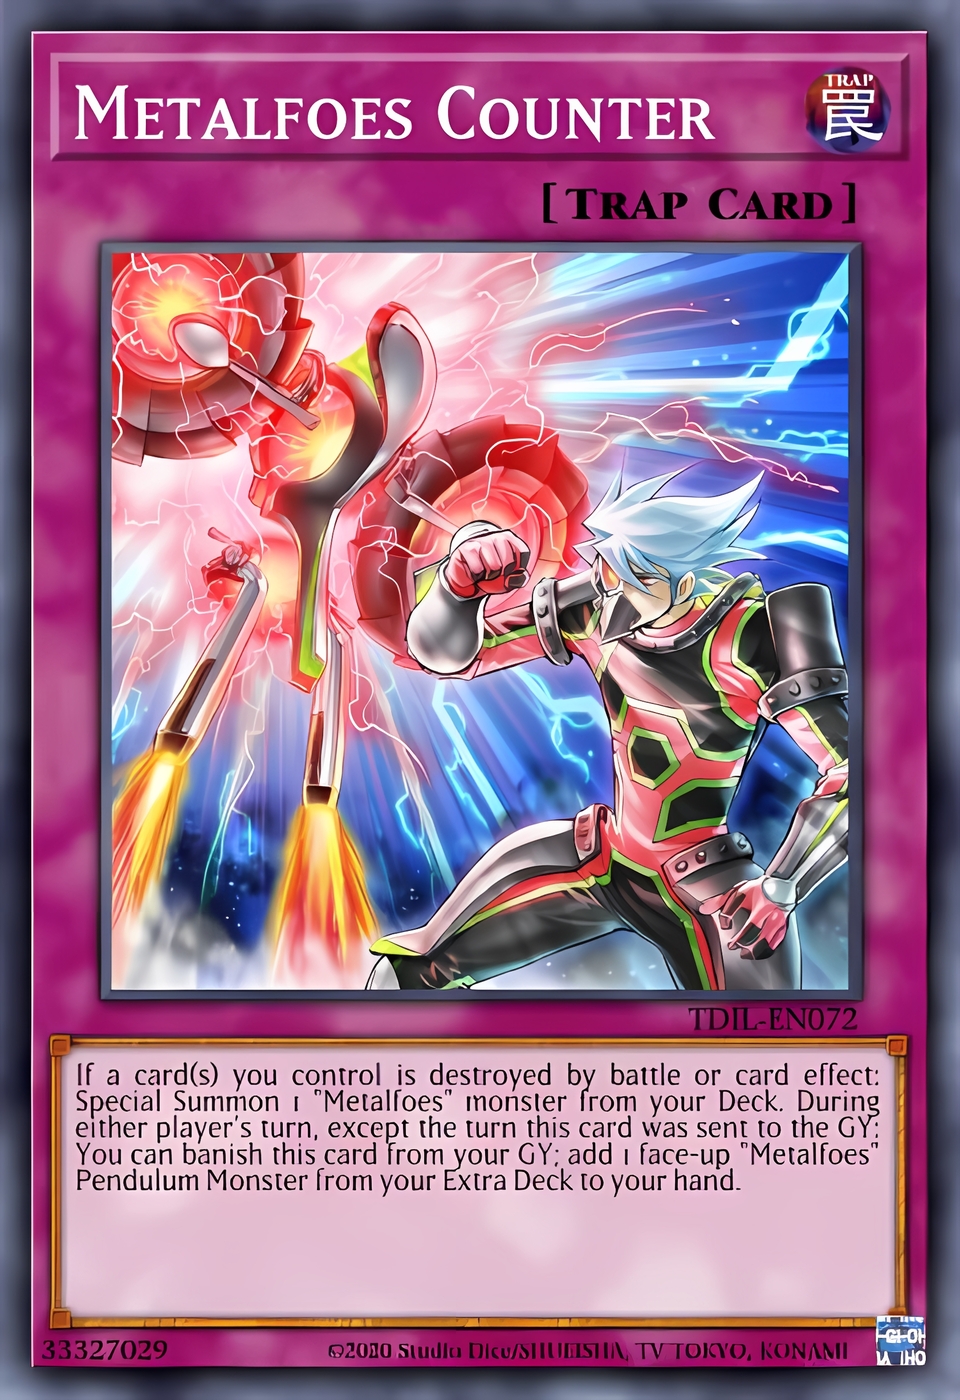 METALFOES COUNTER
TRAP
罠
[TRAP CARD]
TDIL-EN072
If a card(s) you control is destroyed by battle or card effect:
Special Summon 1 "Metalfoes" monster from your Deck. During
either player's turn, except the turn this card was sent to the GY:
You can banish this card from your GY; add 1 face-up "Metalfoes"
Pendulum Monster from your Extra Deck to your hand.
33327029
©2020 Studio Dice/SHUEISHA, TV TOKYO, KONAMI